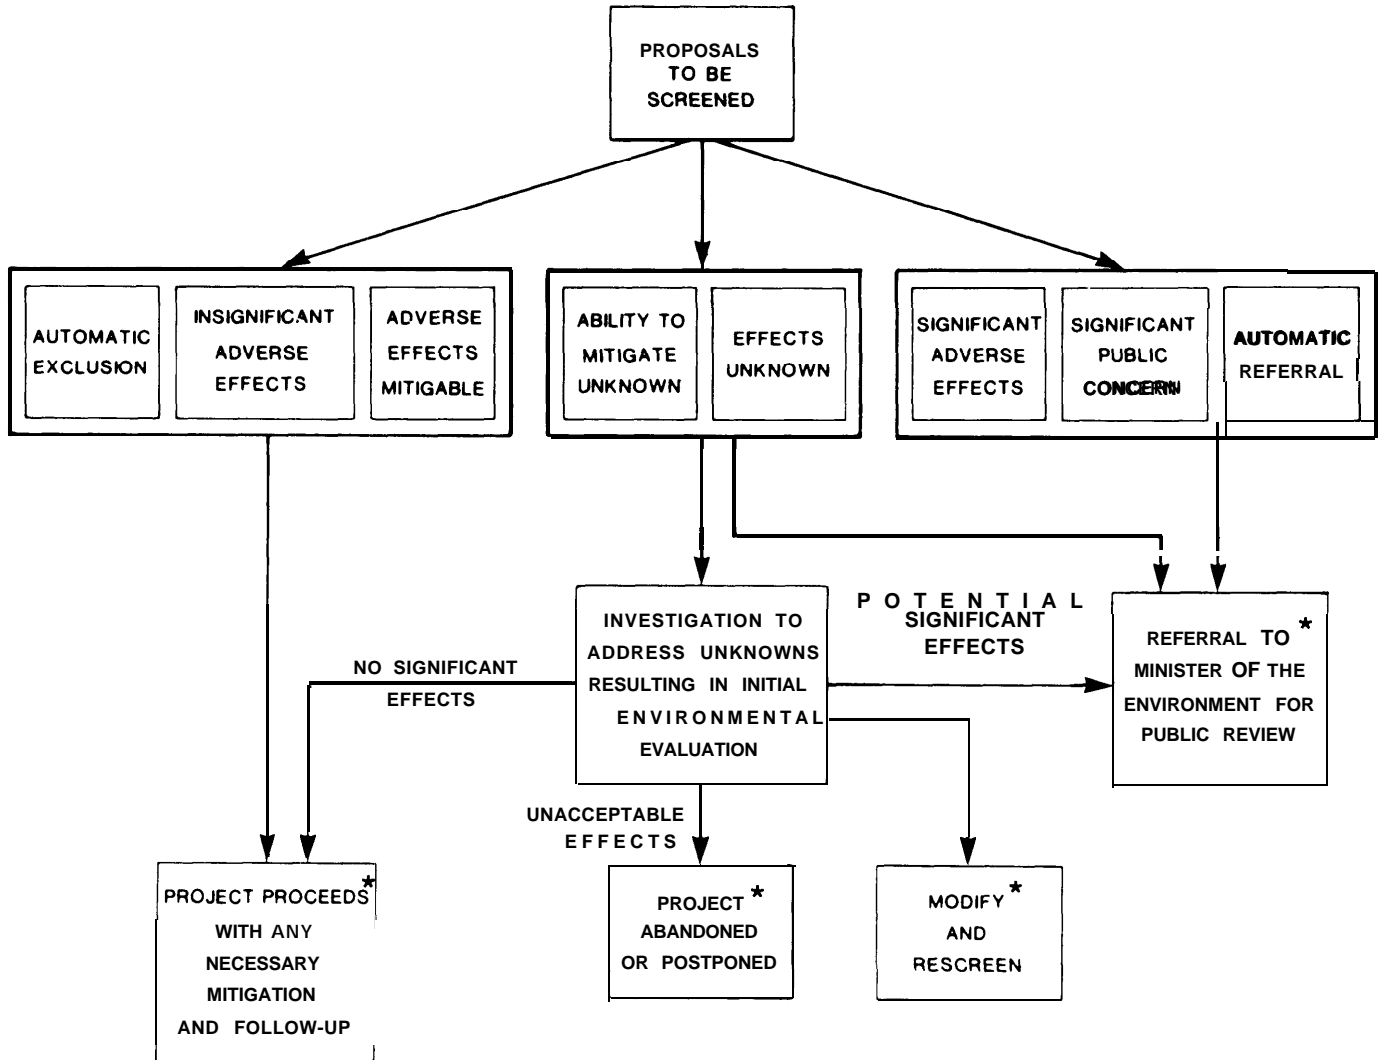 PROPOSALS
TO BE
SCREENED
AUTOMATIC
EXCLUSION
INSIGNIFICANT
ADVERSE
EFFECTS
ADVERSE
EFFECTS
MITIGABLE
ABILITY TO
MITIGATE
UNKNOWN
EFFECTS
UNKNOWN
SIGNIFICANT
ADVERSE
EFFECTS
SIGNIFICANT
PUBLIC
CONCERN
AUTOMATIC
REFERRAL
INVESTIGATION TO
ADDRESS UNKNOWNS
RESULTING IN INITIAL
ENVIRONMENTAL
EVALUATION
POTENTIAL
SIGNIFICANT
EFFECTS
REFERRAL TO *
MINISTER OF THE
ENVIRONMENT FOR
PUBLIC REVIEW
NO SIGNIFICANT
EFFECTS
UNACCEPTABLE
EFFECTS
PROJECT PROCEEDS *
WITH ANY
NECESSARY
MITIGATION
AND FOLLOW-UP
PROJECT *
ABANDONED
OR POSTPONED
MODIFY *
AND
RESCREEN